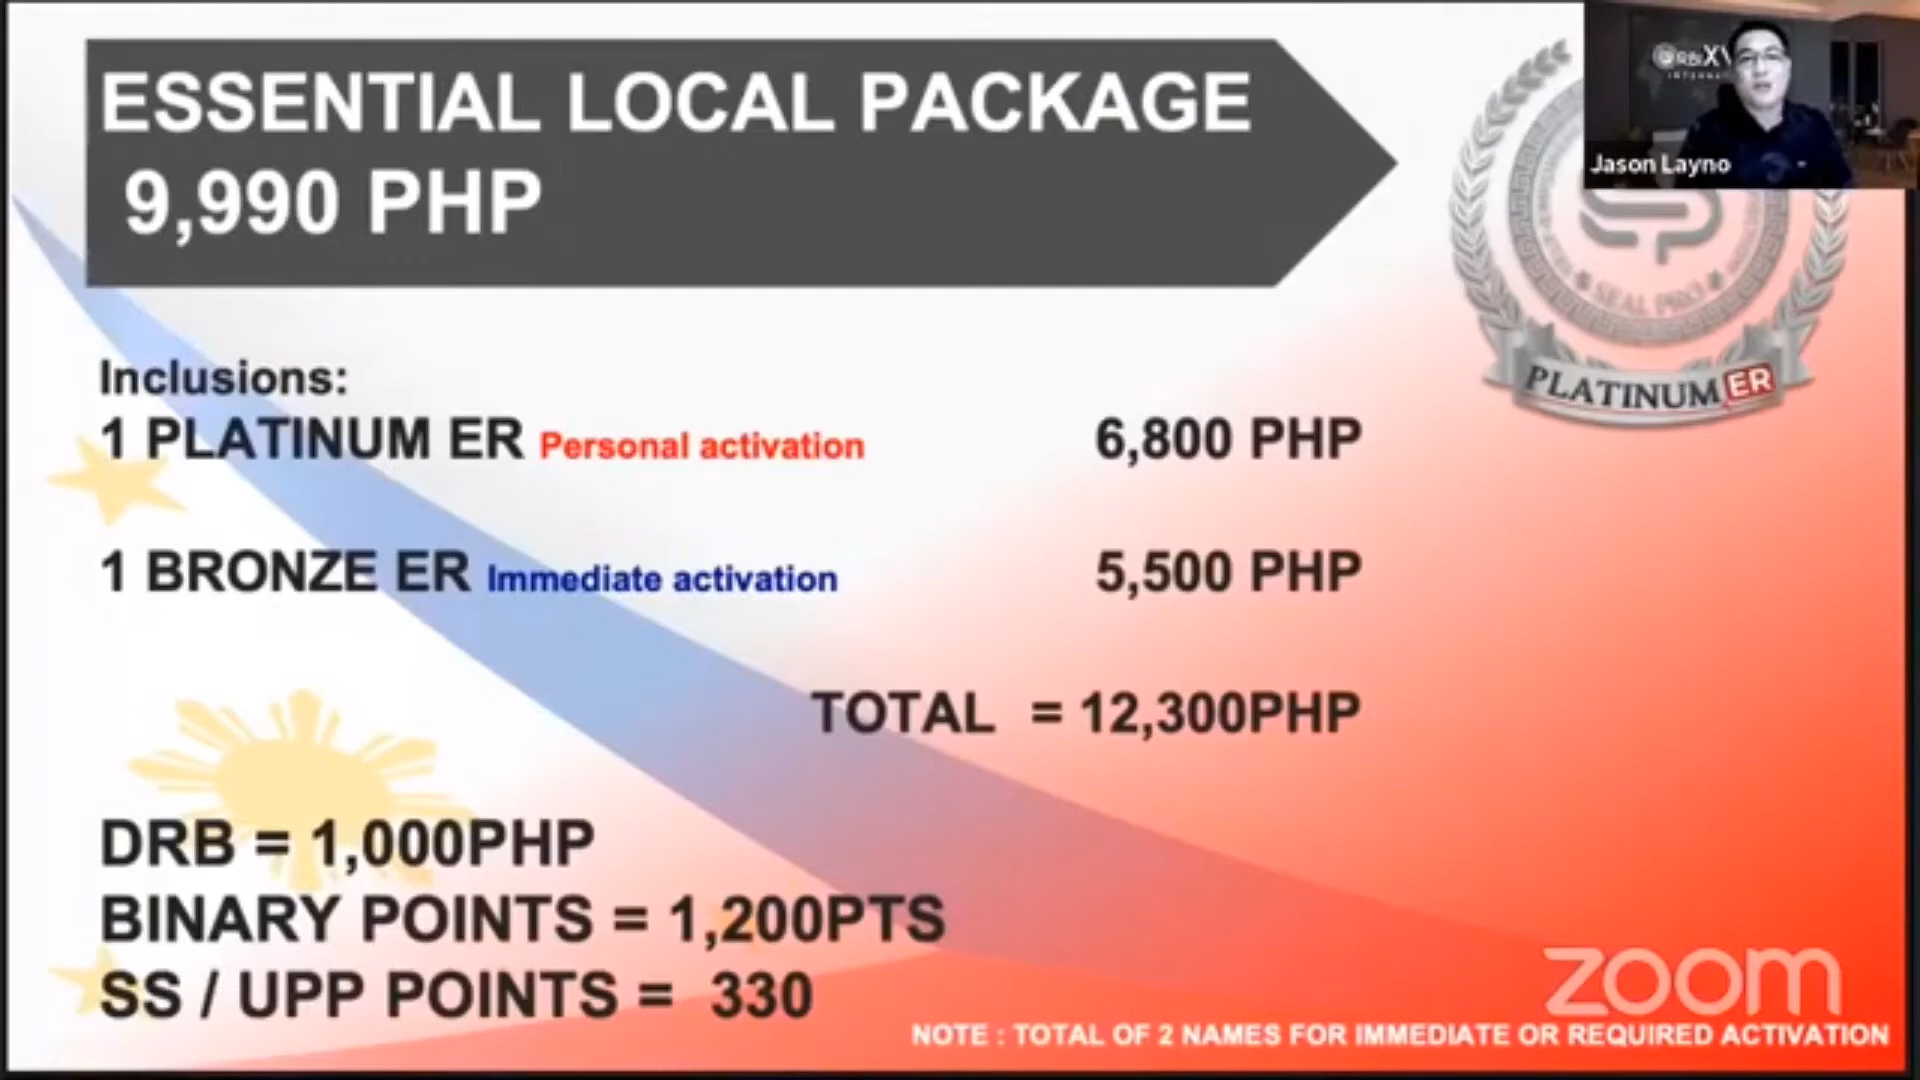 ESSENTIAL LOCAL PACKAGE
9,990 PHP
Jason Layno
SEAL PRO
PLATINUM ER
Inclusions:
1 PLATINUM ER Personal activation 6,800 PHP
1 BRONZE ER Immediate activation 5,500 PHP
TOTAL = 12,300PHP
DRB = 1,000PHP
BINARY POINTS = 1,200PTS
SS / UPP POINTS = 330
zoom
NOTE : TOTAL OF 2 NAMES FOR IMMEDIATE OR REQUIRED ACTIVATION